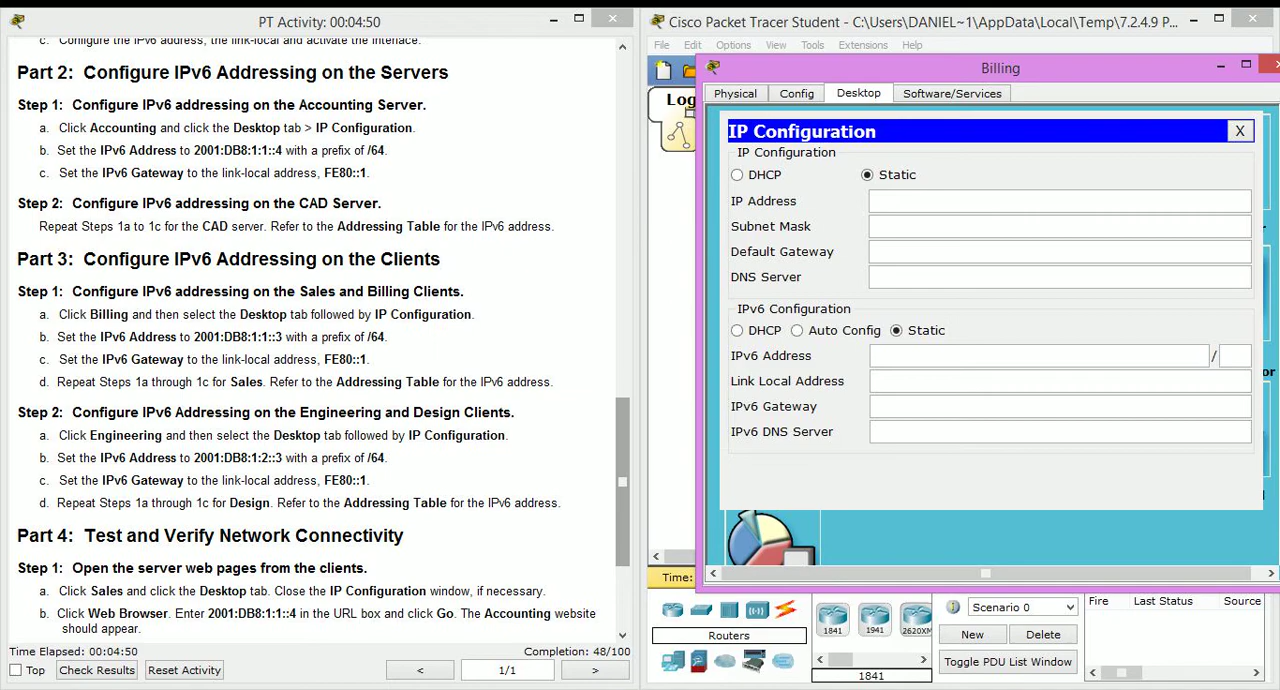 PT Activity: 00:04:50
c. Configure the IPv6 address, the link-local and activate the interface.
Part 2: Configure IPv6 Addressing on the Servers
Step 1: Configure IPv6 addressing on the Accounting Server.
a. Click Accounting and click the Desktop tab > IP Configuration.
b. Set the IPv6 Address to 2001:DB8:1:1::4 with a prefix of /64.
c. Set the IPv6 Gateway to the link-local address, FE80::1.
Step 2: Configure IPv6 addressing on the CAD Server.
Repeat Steps 1a to 1c for the CAD server. Refer to the Addressing Table for the IPv6 address.
Part 3: Configure IPv6 Addressing on the Clients
Step 1: Configure IPv6 addressing on the Sales and Billing Clients.
a. Click Billing and then select the Desktop tab followed by IP Configuration.
b. Set the IPv6 Address to 2001:DB8:1:1::3 with a prefix of /64.
c. Set the IPv6 Gateway to the link-local address, FE80::1.
d. Repeat Steps 1a through 1c for Sales. Refer to the Addressing Table for the IPv6 address.
Step 2: Configure IPv6 Addressing on the Engineering and Design Clients.
a. Click Engineering and then select the Desktop tab followed by IP Configuration.
b. Set the IPv6 Address to 2001:DB8:1:2::3 with a prefix of /64.
c. Set the IPv6 Gateway to the link-local address, FE80::1.
d. Repeat Steps 1a through 1c for Design. Refer to the Addressing Table for the IPv6 address.
Part 4: Test and Verify Network Connectivity
Step 1: Open the server web pages from the clients.
a. Click Sales and click the Desktop tab. Close the IP Configuration window, if necessary.
b. Click Web Browser. Enter 2001:DB8:1:1::4 in the URL box and click Go. The Accounting website
should appear.
Time Elapsed: 00:04:50 Completion: 48/100
Top Check Results Reset Activity < 1/1 >
Cisco Packet Tracer Student - C:\Users\DANIEL~1\AppData\Local\Temp\7.2.4.9 P...
File Edit Options View Tools Extensions Help
Log
Billing
Physical Config Desktop Software/Services
IP Configuration X
IP Configuration
DHCP Static
IP Address
Subnet Mask
Default Gateway
DNS Server
IPv6 Configuration
DHCP Auto Config Static
IPv6 Address /
Link Local Address
IPv6 Gateway
IPv6 DNS Server
or
Time:
Routers
1841 1941 2620XM
1841
Scenario 0
New Delete
Toggle PDU List Window
Fire Last Status Source